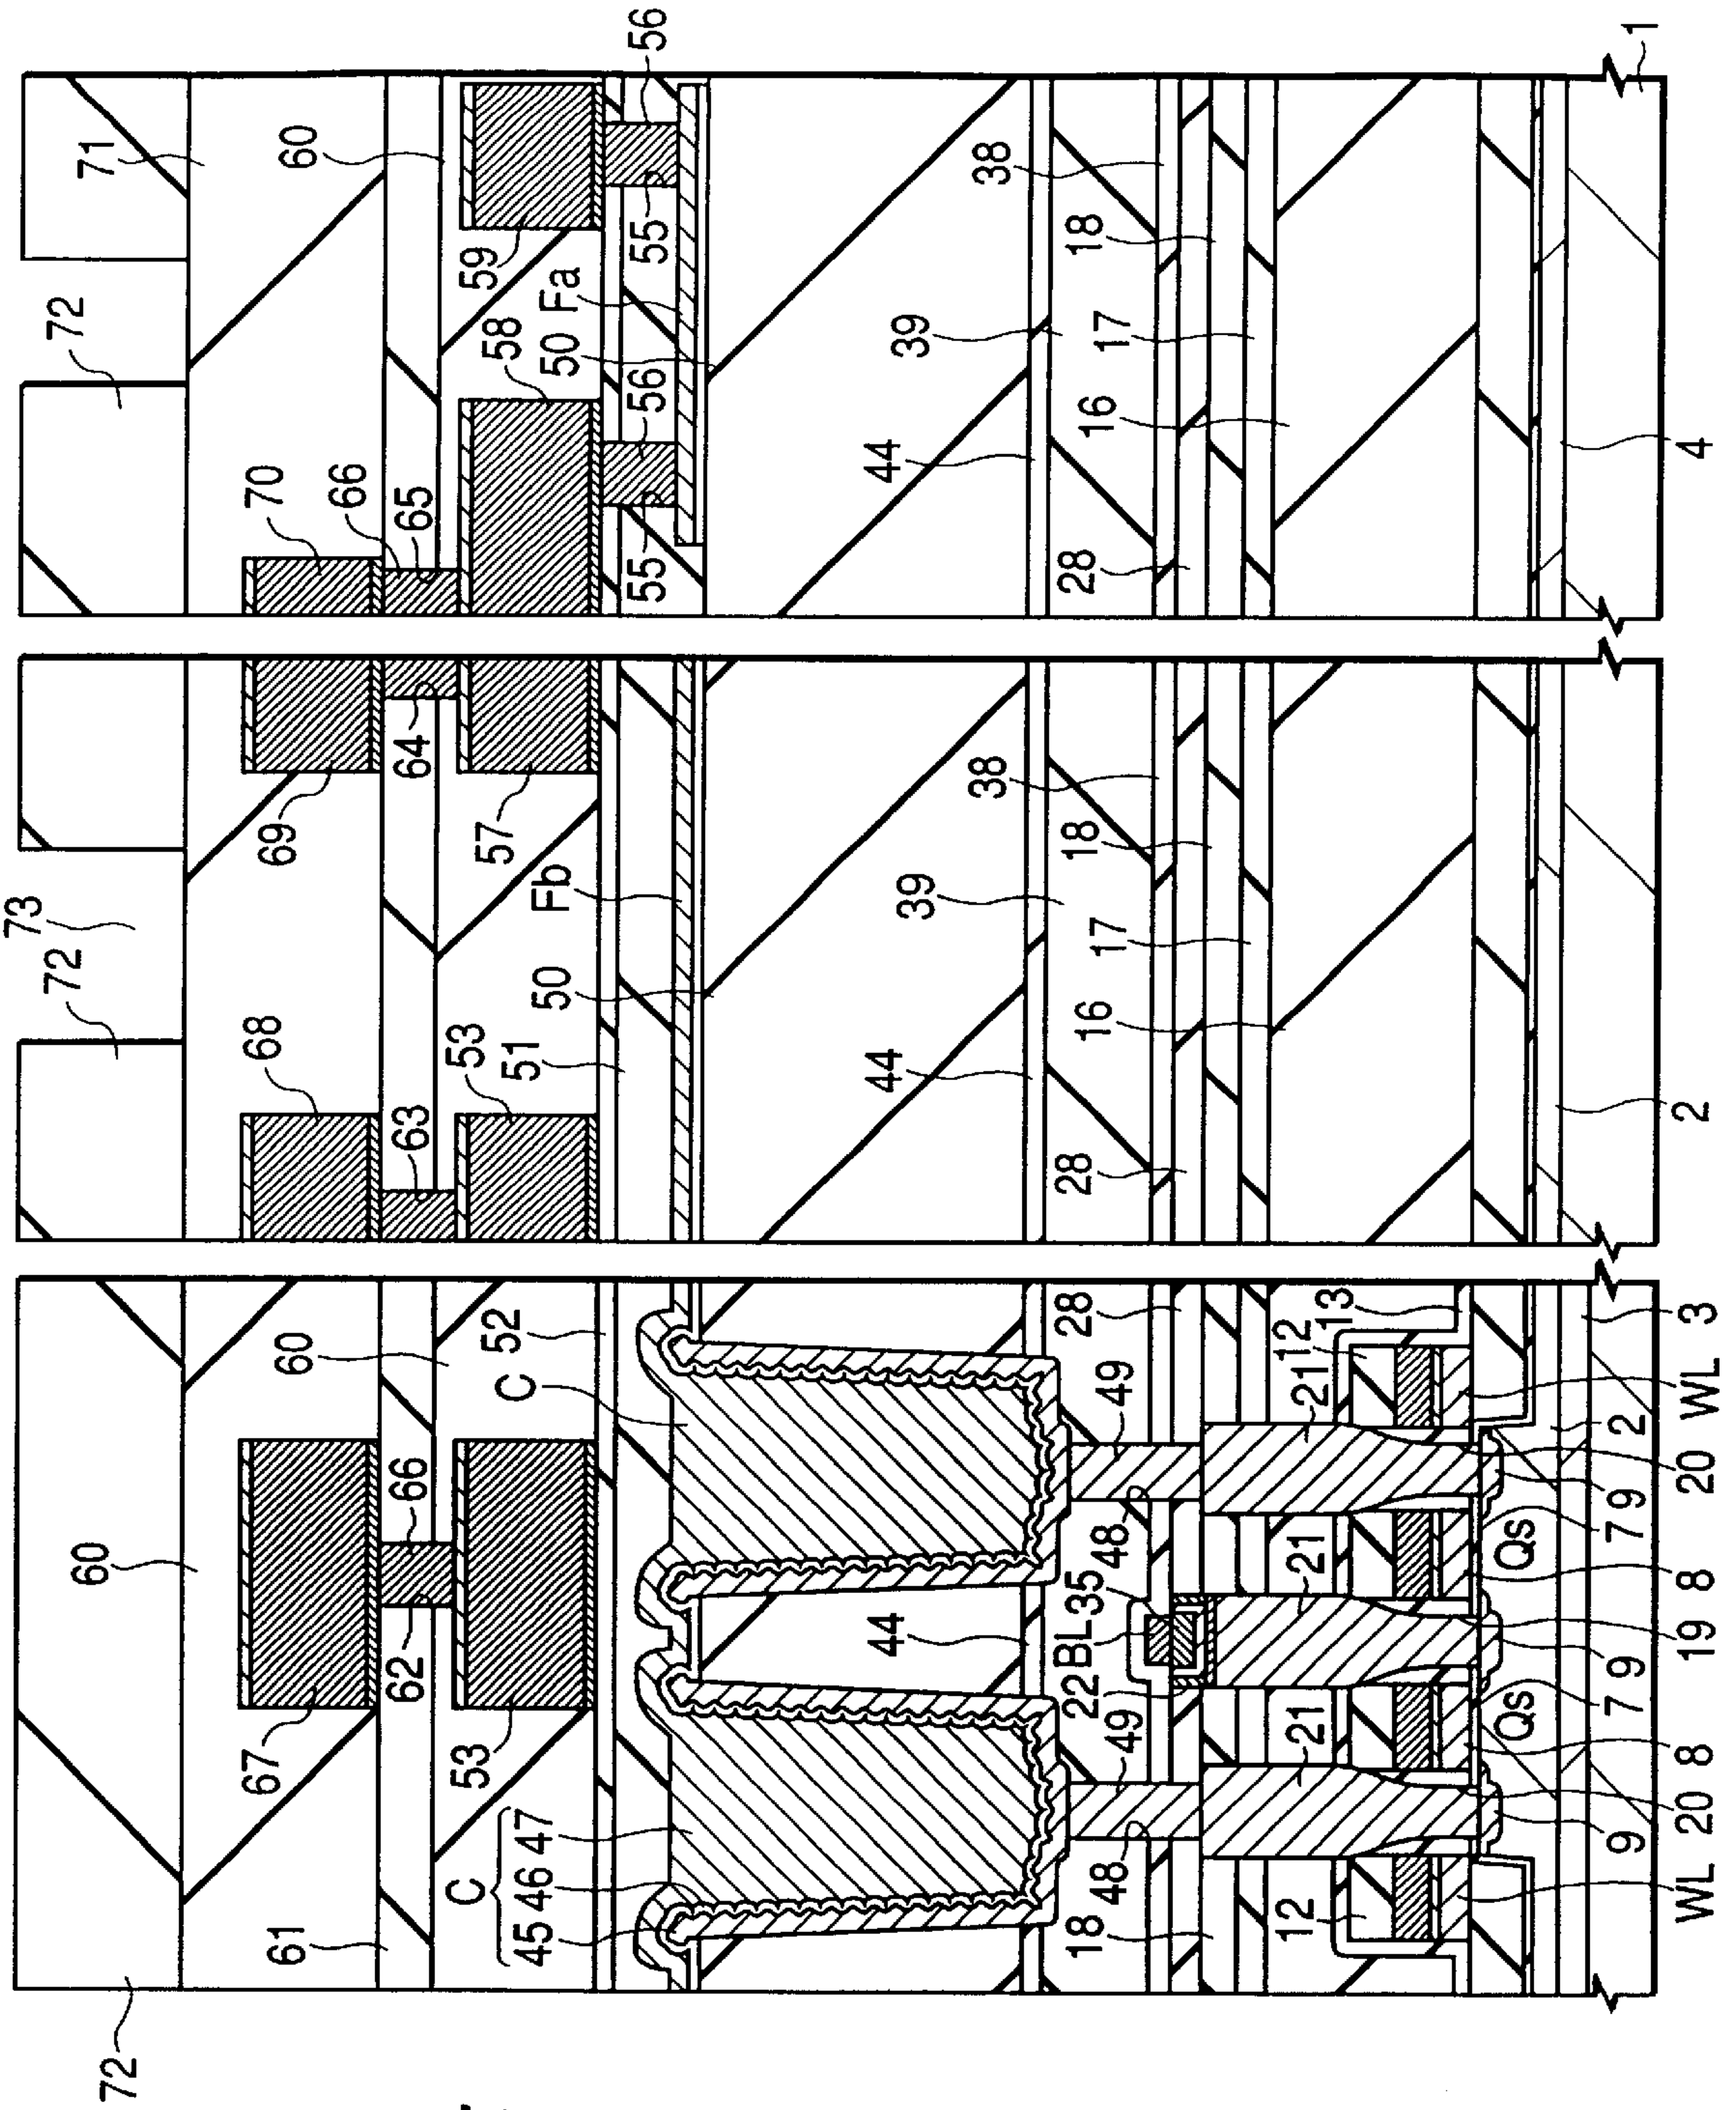 73
72 72
72 71
60
61 67 68 69 70
60 60
66
62 66 63 64 65
C 53 53 57 58 59
C 52 51
45 46 47 50 Fb 50 Fa
55 56 55 56
44 44 44
39 39
38 38
18 22 BL 35 28 28 18 28 18
48 49 48 49 16 17 16 17
12 21 21 21 12 13
Qs Qs
9 7 9 7 9 2 1
WL 20 8 19 8 20 WL 3 2 4